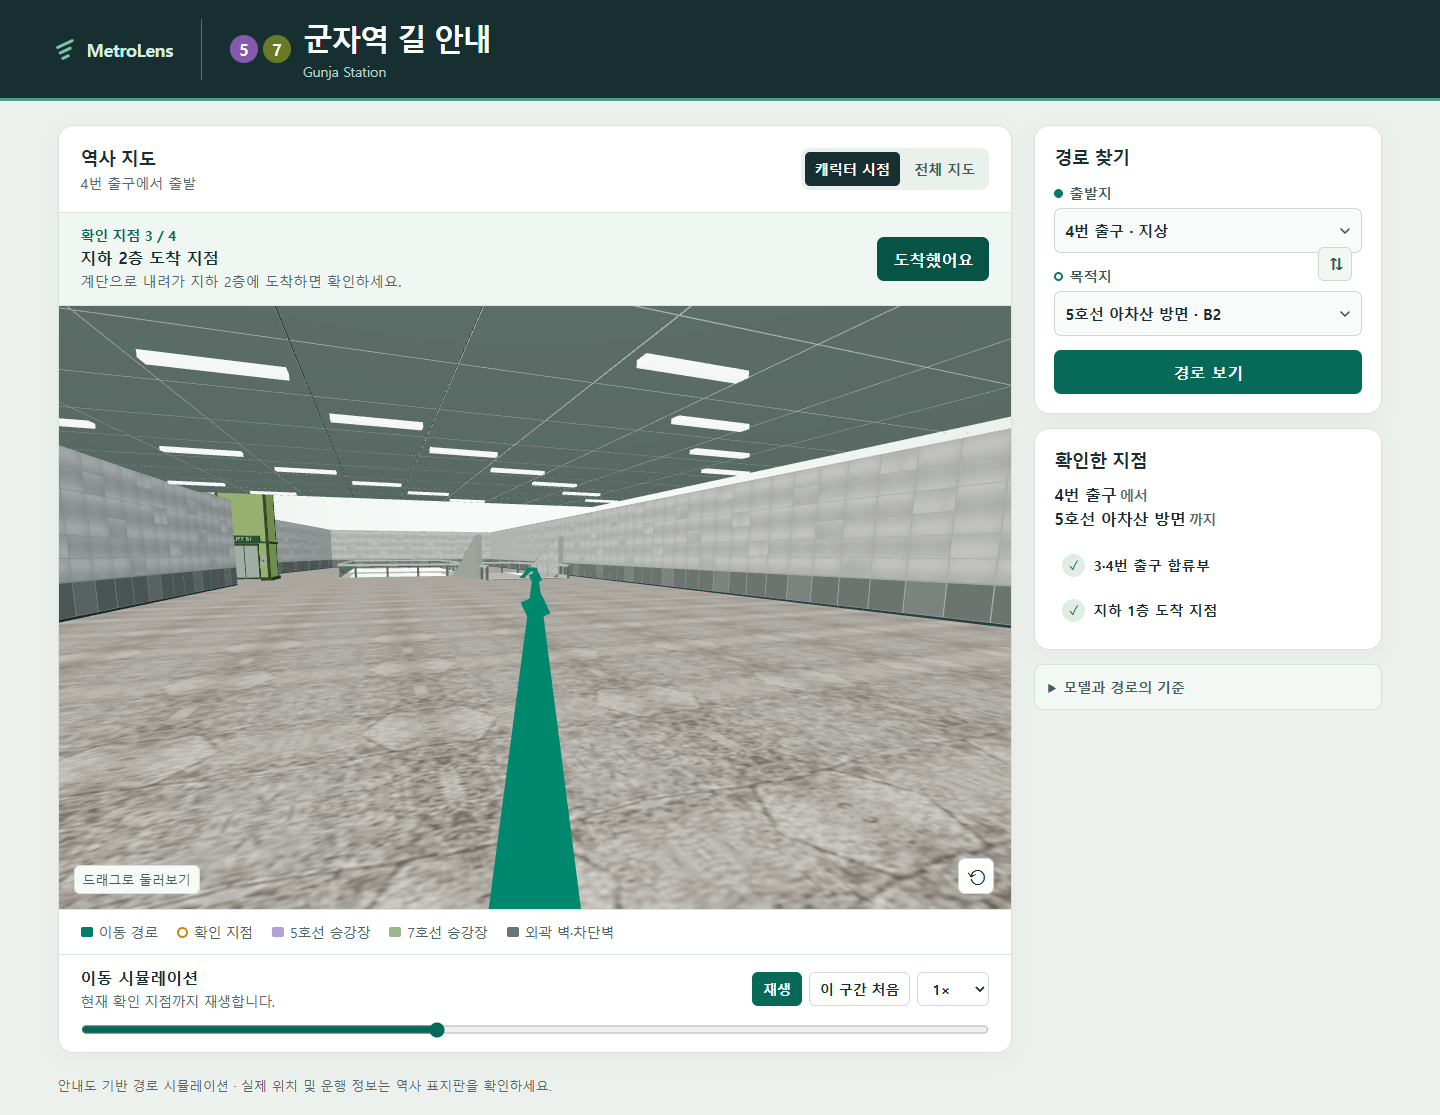 MetroLens
5 7 군자역 길 안내
Gunja Station
역사 지도
4번 출구에서 출발
캐릭터 시점 전체 지도
확인 지점 3 / 4
지하 2층 도착 지점
계단으로 내려가 지하 2층에 도착하면 확인하세요.
도착했어요
드래그로 둘러보기
이동 경로 확인 지점 5호선 승강장 7호선 승강장 외곽 벽·차단벽
이동 시뮬레이션
현재 확인 지점까지 재생합니다.
재생 이 구간 처음 1×
경로 찾기
출발지
4번 출구 · 지상
목적지
5호선 아차산 방면 · B2
경로 보기
확인한 지점
4번 출구 에서
5호선 아차산 방면 까지
3·4번 출구 합류부
지하 1층 도착 지점
모델과 경로의 기준
안내도 기반 경로 시뮬레이션 · 실제 위치 및 운행 정보는 역사 표지판을 확인하세요.